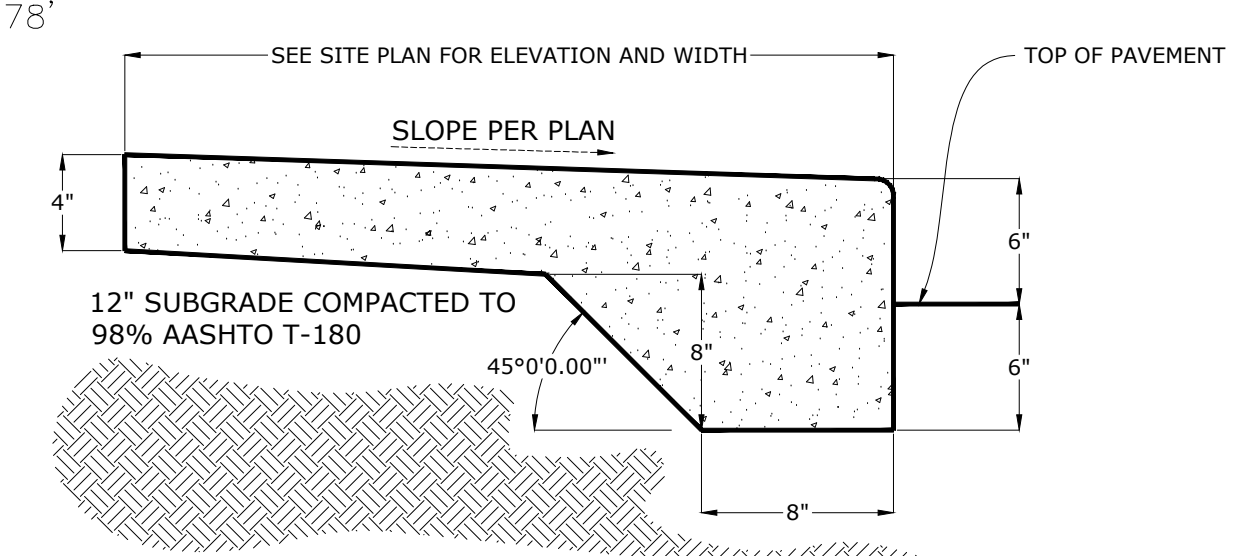 78'
SEE SITE PLAN FOR ELEVATION AND WIDTH
TOP OF PAVEMENT
SLOPE PER PLAN
4"
6"
12" SUBGRADE COMPACTED TO
98% AASHTO T-180
45°0'0.00"'
8"
6"
8"